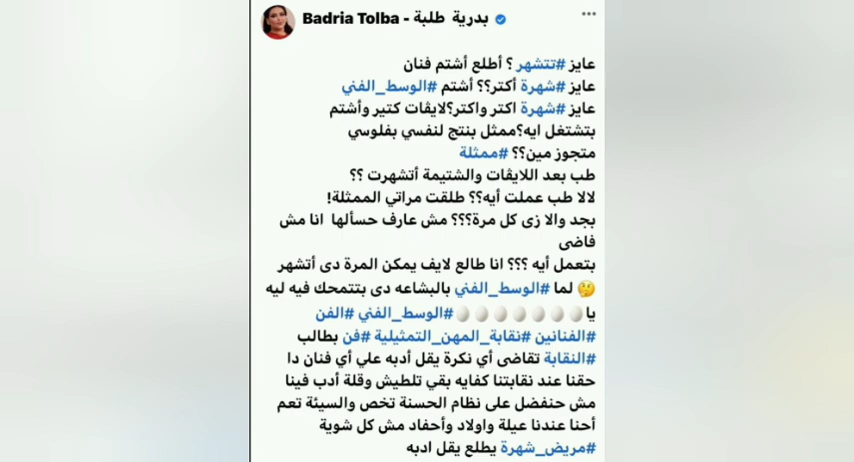 Badria Tolba - بدرية طلبة
عايز #تتشهر ؟ أطلع أشتم فنان
عايز #شهرة أكتر؟؟ أشتم #الوسط_الفني
عايز #شهرة اكتر واكتر؟لايڤات كتير وأشتم
بتشتغل ايه؟ممثل بنتج لنفسي بفلوسي
متجوز مين؟؟ #ممثلة
طب بعد اللايڤات والشتيمة أتشهرت ؟؟
لالا طب عملت أيه؟؟ طلقت مراتي الممثلة!
بجد والا زى كل مرة؟؟؟ مش عارف حسألها انا مش
فاضى
بتعمل أيه ؟؟؟ انا طالع لايف يمكن المرة دى أتشهر
🤔 لما #الوسط_الفني بالبشاعه دى بتتمحك فيه ليه
يا🥚🥚🥚🥚🥚🥚🥚 #الوسط_الفني #الفن
#الفنانين #نقابة_المهن_التمثيلية #فن بطالب
#النقابة تقاضى أي نكرة يقل أدبه علي أي فنان دا
حقنا عند نقابتنا كفايه بقي تلطيش وقلة أدب فينا
مش حنفضل على نظام الحسنة تخص والسيئة تعم
أحنا عندنا عيلة واولاد وأحفاد مش كل شوية
#مريض_شهرة يطلع يقل ادبه